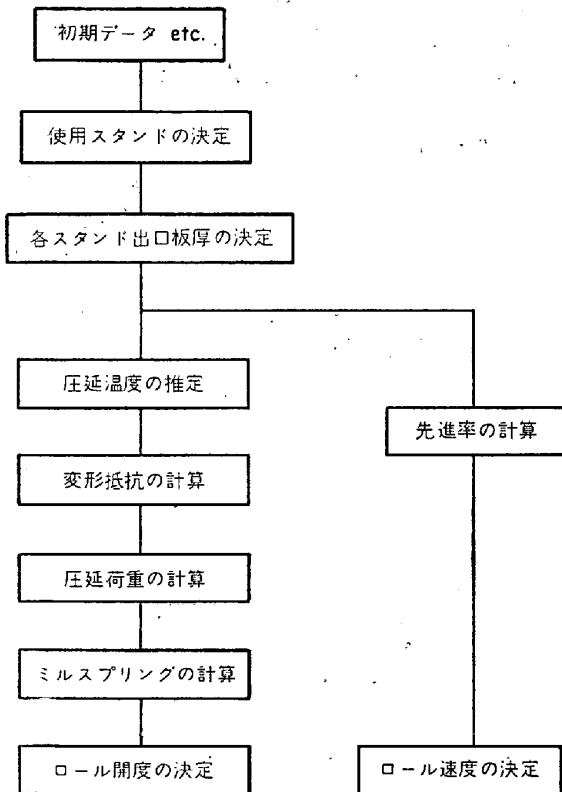 初期データ etc.
使用スタンドの決定
各スタンド出口板厚の決定
圧延温度の推定
先進率の計算
変形抵抗の計算
圧延荷重の計算
ミルスプリングの計算
ロール開度の決定
ロール速度の決定